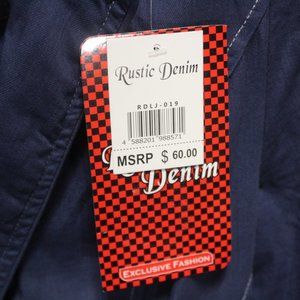 Rustic Denim
RDLJ-019
4 588201 988571
MSRP $ 60.00
Denim
EXCLUSIVE FASHION